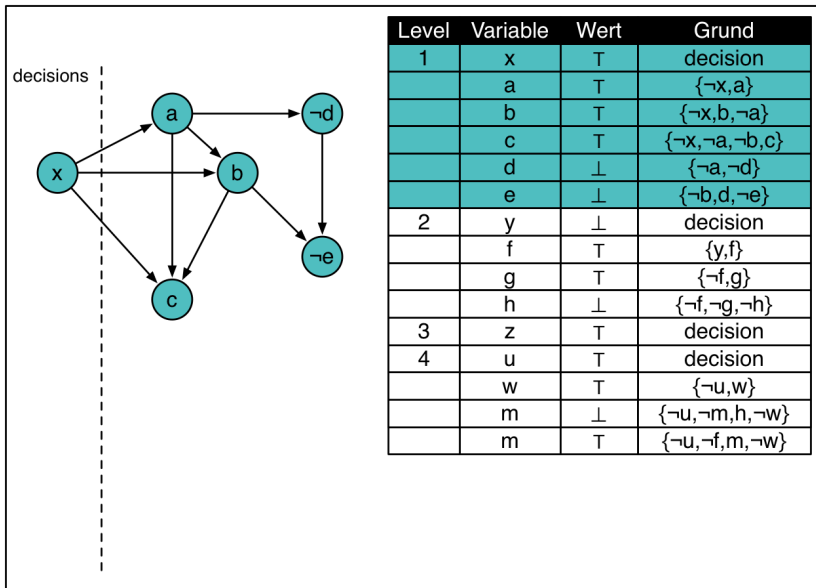 decisions
a
¬d
x
b
¬e
c
Level Variable Wert Grund
1 x ⊤ decision
a ⊤ {¬x,a}
b ⊤ {¬x,b,¬a}
c ⊤ {¬x,¬a,¬b,c}
d ⊥ {¬a,¬d}
e ⊥ {¬b,d,¬e}
2 y ⊥ decision
f ⊤ {y,f}
g ⊤ {¬f,g}
h ⊥ {¬f,¬g,¬h}
3 z ⊤ decision
4 u ⊤ decision
w ⊤ {¬u,w}
m ⊥ {¬u,¬m,h,¬w}
m ⊤ {¬u,¬f,m,¬w}